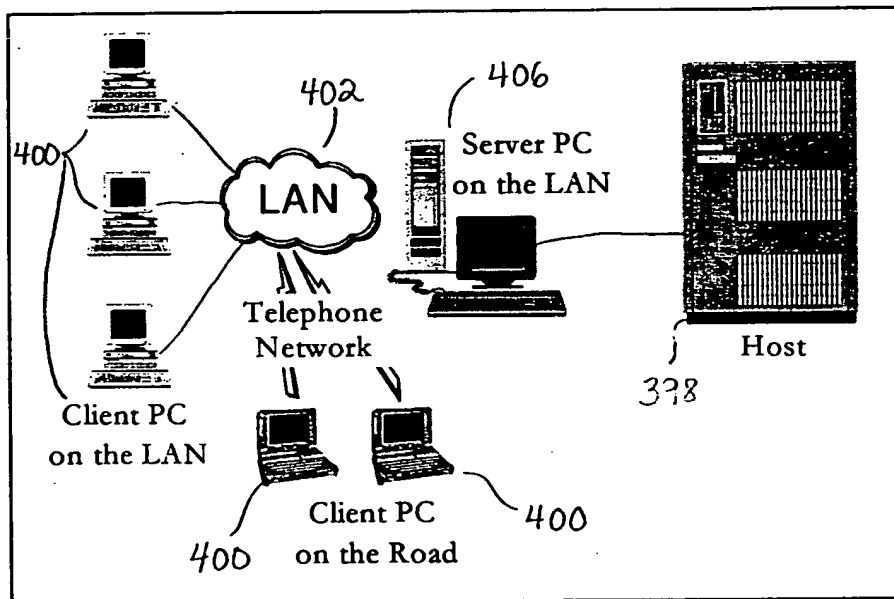 402
406
400
LAN
Server PC
on the LAN
Telephone
Network
Host
398
Client PC
on the LAN
400
Client PC
on the Road
400